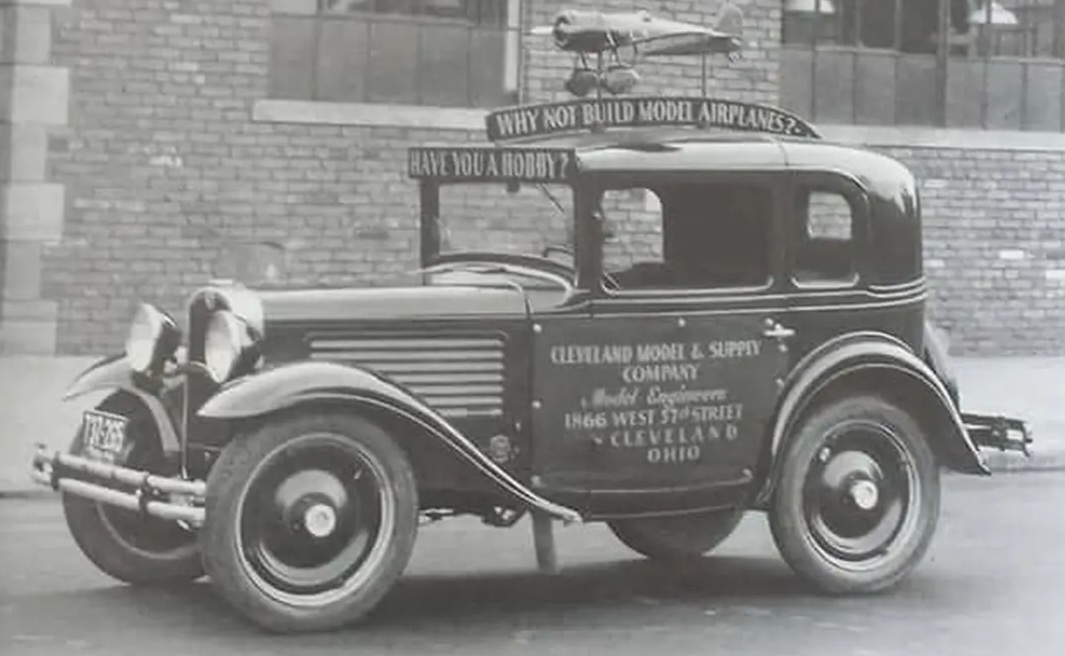 WHY NOT BUILD MODEL AIRPLANES?
HAVE YOU A HOBBY?
CLEVELAND MODEL & SUPPLY
COMPANY
Model Engineers
1866 WEST 57th STREET
CLEVELAND
OHIO